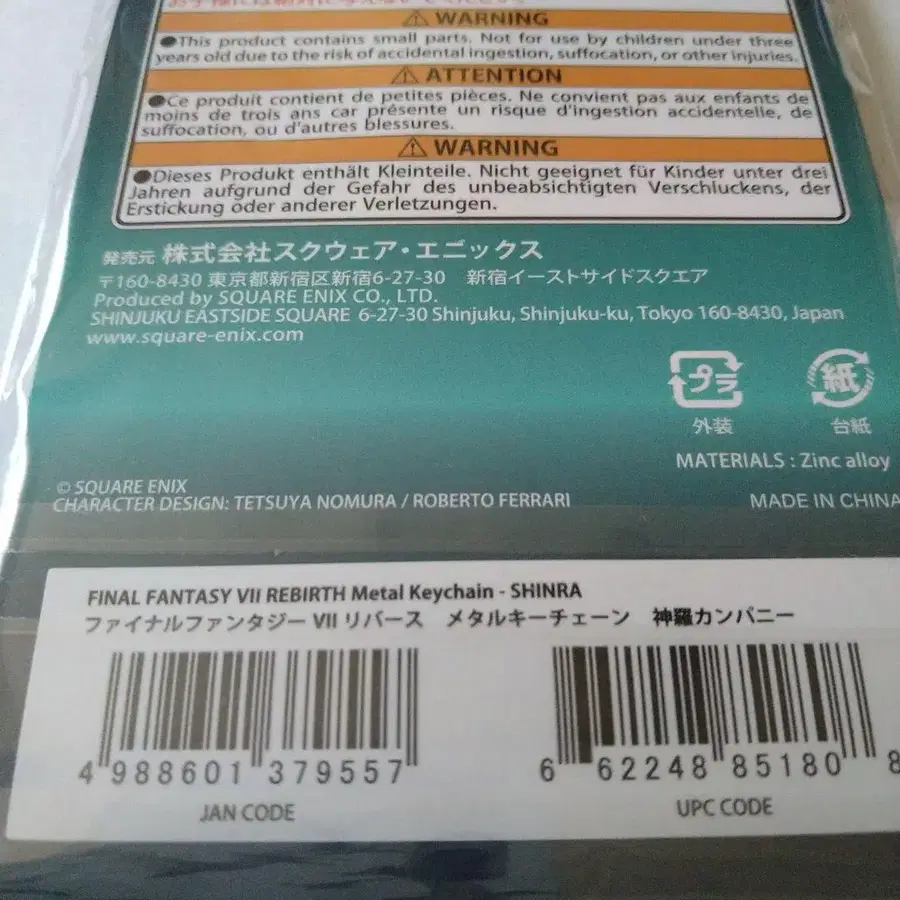 ⚠ WARNING
●This product contains small parts. Not for use by children under three
years old due to the risk of accidental ingestion, suffocation, or other injuries.
⚠ ATTENTION
●Ce produit contient de petites pièces. Ne convient pas aux enfants de
moins de trois ans car présente un risque d'ingestion accidentelle, de
suffocation, ou d'autres blessures.
⚠ WARNING
●Dieses Produkt enthält Kleinteile. Nicht geeignet für Kinder unter drei
Jahren aufgrund der Gefahr des unbeabsichtigten Verschluckens, der
Erstickung oder anderer Verletzungen.
発売元 株式会社スクウェア・エニックス
〒160-8430 東京都新宿区新宿6-27-30 新宿イーストサイドスクエア
Produced by SQUARE ENIX CO., LTD.
SHINJUKU EASTSIDE SQUARE 6-27-30 Shinjuku, Shinjuku-ku, Tokyo 160-8430, Japan
www.square-enix.com
プラ 紙
外装 台紙
MATERIALS : Zinc alloy
© SQUARE ENIX
CHARACTER DESIGN: TETSUYA NOMURA / ROBERTO FERRARI
MADE IN CHINA
FINAL FANTASY VII REBIRTH Metal Keychain - SHINRA
ファイナルファンタジー VII リバース メタルキーチェーン 神羅カンパニー
4 988601 379557
JAN CODE
6 62248 85180 8
UPC CODE